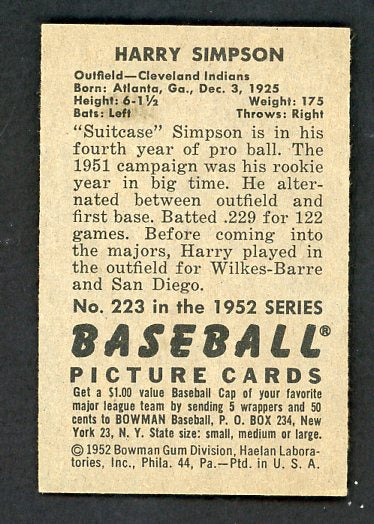 HARRY SIMPSON
Outfield—Cleveland Indians
Born: Atlanta, Ga., Dec. 3, 1925
Height: 6-1½ Weight: 175
Bats: Left Throws: Right
"Suitcase" Simpson is in his
fourth year of pro ball. The
1951 campaign was his rookie
year in big time. He alter-
nated between outfield and
first base. Batted .229 for 122
games. Before coming into
the majors, Harry played in
the outfield for Wilkes-Barre
and San Diego.
No. 223 in the 1952 SERIES
BASEBALL®
PICTURE CARDS
Get a $1.00 value Baseball Cap of your favorite
major league team by sending 5 wrappers and 50
cents to BOWMAN Baseball, P. O. BOX 234, New
York 23, N. Y. State size: small, medium or large.
©1952 Bowman Gum Division, Haelan Labora-
tories, Inc., Phila. 44, Pa.—Ptd. in U. S. A.